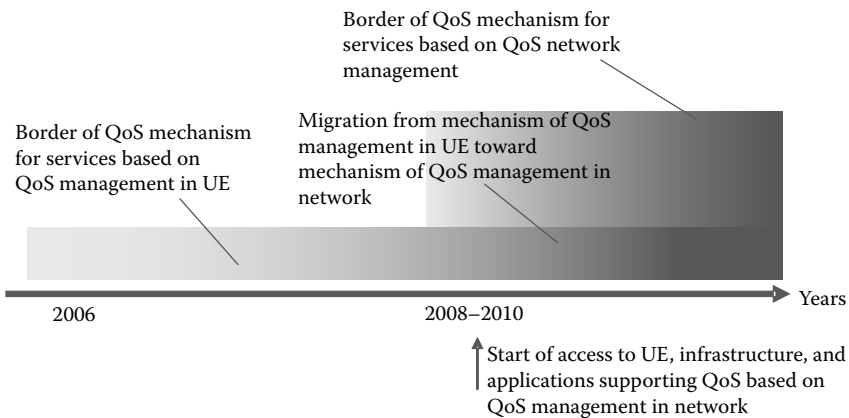 Border of QoS mechanism for
services based on QoS network
management
Border of QoS mechanism
for services based on
QoS management in UE
Migration from mechanism of QoS
management in UE toward
mechanism of QoS management in
network
Years
2006
2008–2010
Start of access to UE, infrastructure, and
applications supporting QoS based on
QoS management in network